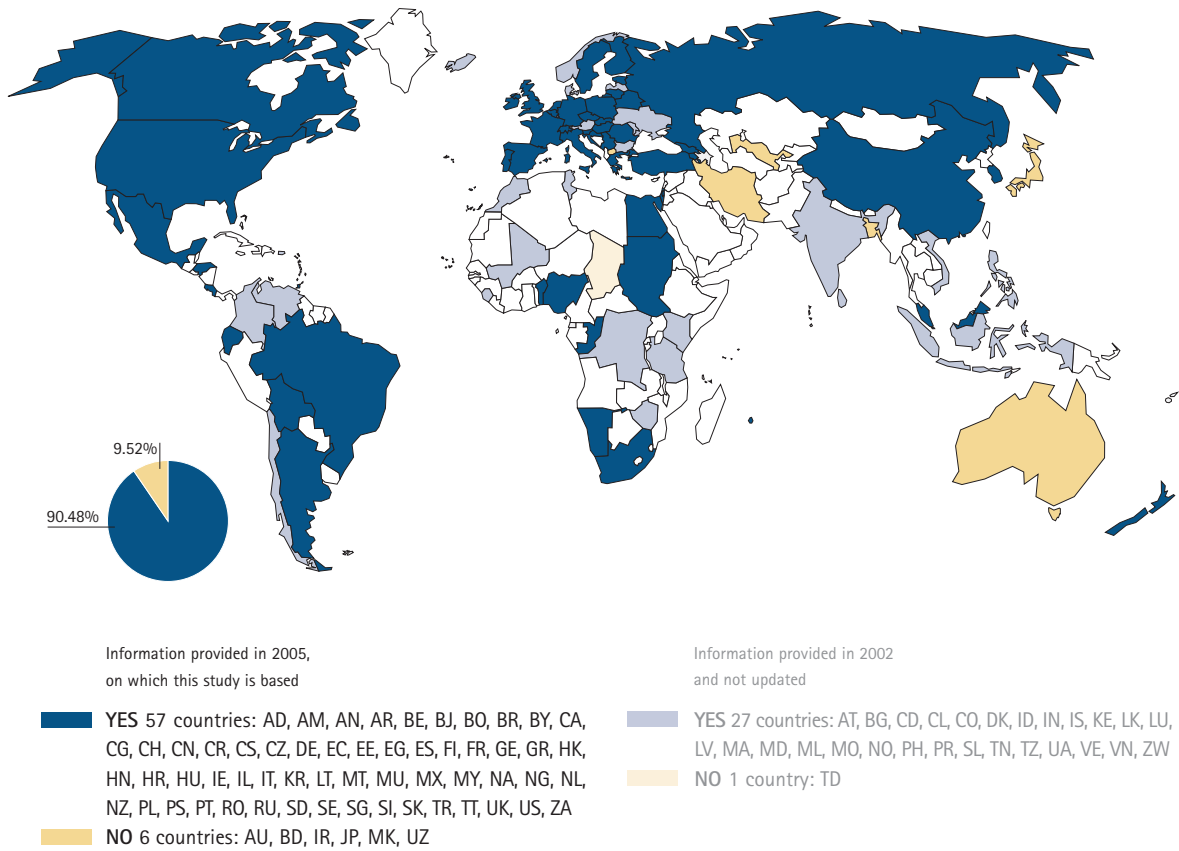 9.52%
90.48%
Information provided in 2005,
on which this study is based
YES 57 countries: AD, AM, AN, AR, BE, BJ, BO, BR, BY, CA,
CG, CH, CN, CR, CS, CZ, DE, EC, EE, EG, ES, FI, FR, GE, GR, HK,
HN, HR, HU, IE, IL, IT, KR, LT, MT, MU, MX, MY, NA, NG, NL,
NZ, PL, PS, PT, RO, RU, SD, SE, SG, SI, SK, TR, TT, UK, US, ZA
NO 6 countries: AU, BD, IR, JP, MK, UZ
Information provided in 2002
and not updated
YES 27 countries: AT, BG, CD, CL, CO, DK, ID, IN, IS, KE, LK, LU,
LV, MA, MD, ML, MO, NO, PH, PR, SL, TN, TZ, UA, VE, VN, ZW
NO 1 country: TD